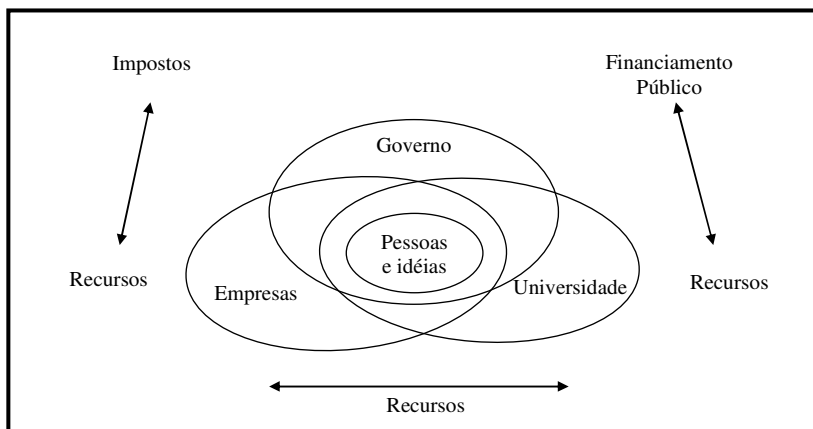 Impostos
Financiamento
Público
Governo
Pessoas
e idéias
Recursos
Empresas
Universidade
Recursos
Recursos